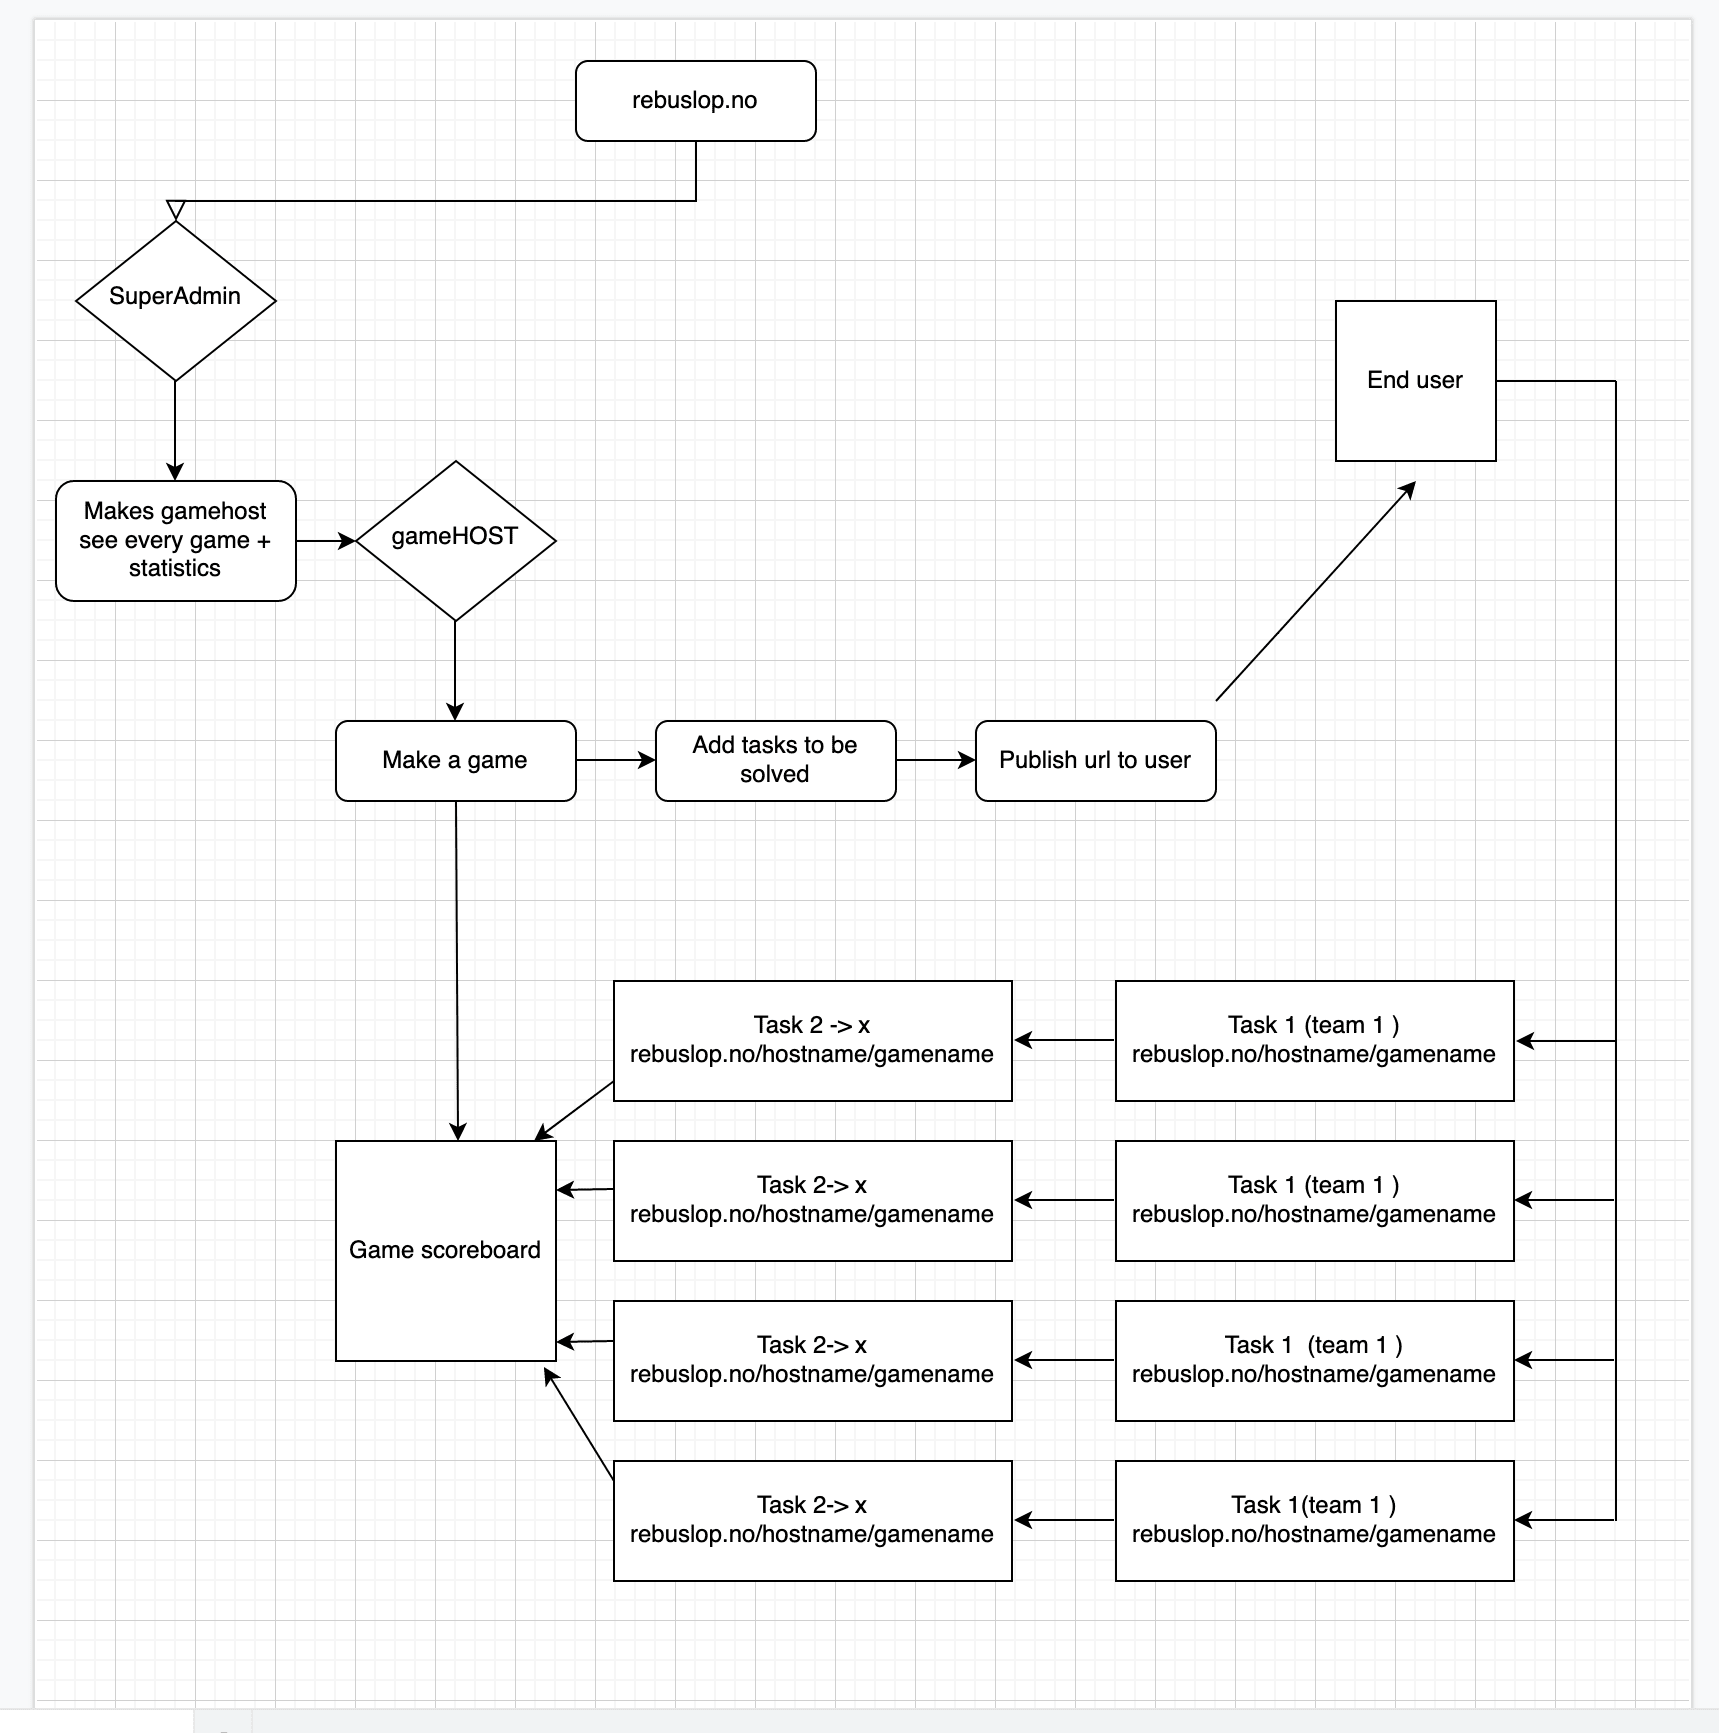 rebuslop.no
SuperAdmin
End user
Makes gamehost
see every game +
statistics
gameHOST
Make a game
Add tasks to be
solved
Publish url to user
Task 2 -> x
rebuslop.no/hostname/gamename
Task 1 (team 1 )
rebuslop.no/hostname/gamename
Game scoreboard
Task 2-> x
rebuslop.no/hostname/gamename
Task 1 (team 1 )
rebuslop.no/hostname/gamename
Task 2-> x
rebuslop.no/hostname/gamename
Task 1  (team 1 )
rebuslop.no/hostname/gamename
Task 2-> x
rebuslop.no/hostname/gamename
Task 1(team 1 )
rebuslop.no/hostname/gamename